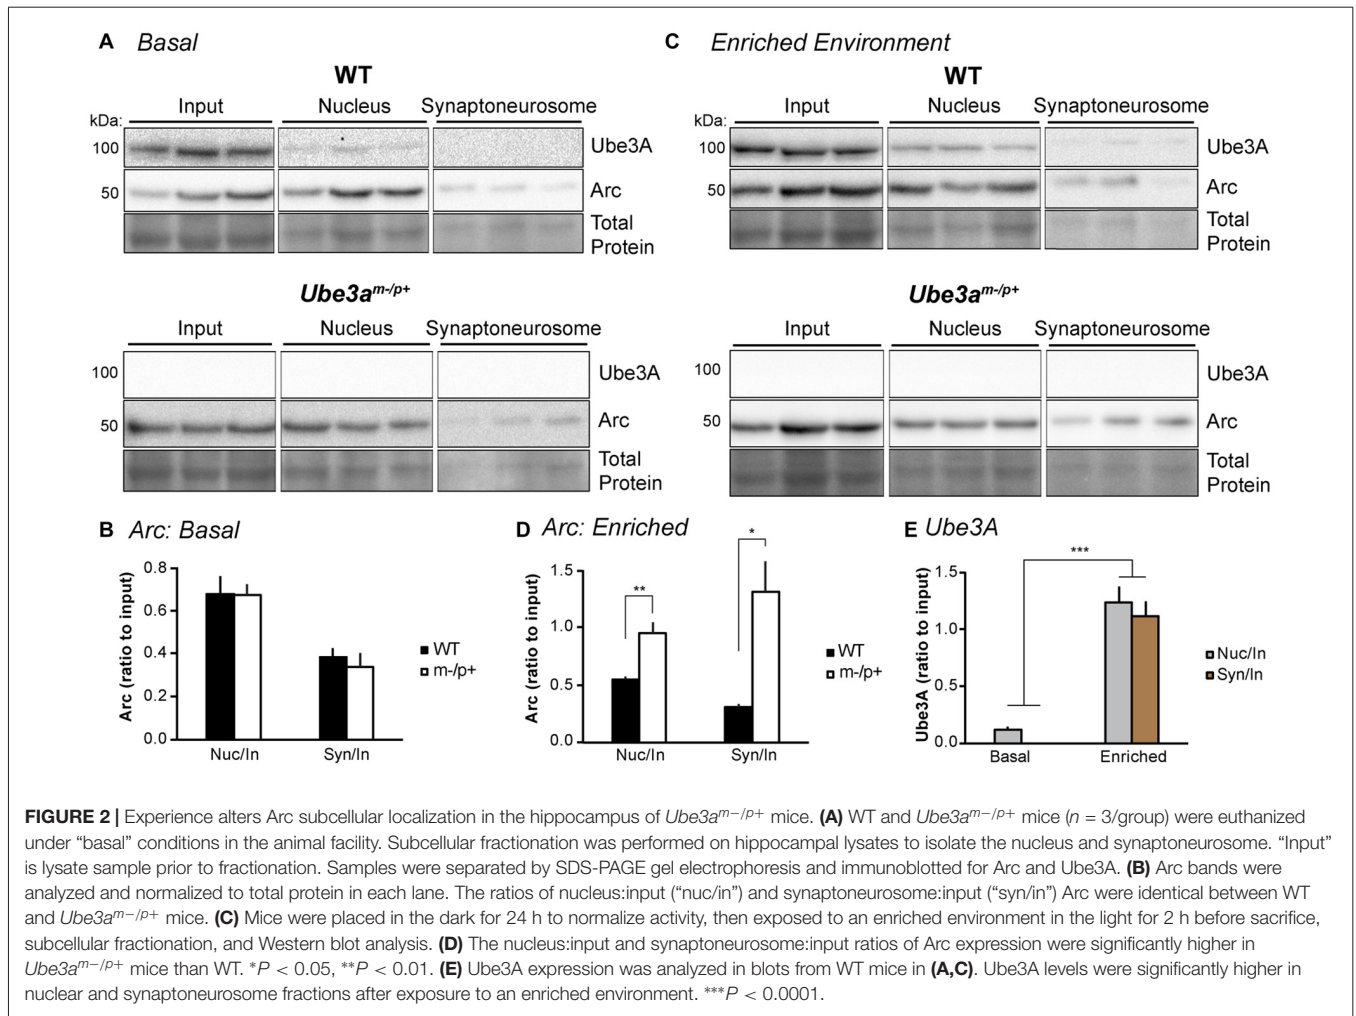 A Basal
WT
Input Nucleus Synaptoneurosome
kDa:
100 Ube3A
50 Arc
Total
Protein
Ube3a^m-/p+
Input Nucleus Synaptoneurosome
100 Ube3A
50 Arc
Total
Protein
C Enriched Environment
WT
Input Nucleus Synaptoneurosome
kDa:
100 Ube3A
50 Arc
Total
Protein
Ube3a^m-/p+
Input Nucleus Synaptoneurosome
100 Ube3A
50 Arc
Total
Protein
B Arc: Basal
Arc (ratio to input)
0.8
0.6
0.4
0.2
0.0
Nuc/In Syn/In
WT
m-/p+
D Arc: Enriched
Arc (ratio to input)
1.5
1.0
0.5
0.0
**
*
Nuc/In Syn/In
WT
m-/p+
E Ube3A
Ube3A (ratio to input)
1.5
1.0
0.5
0.0
***
Basal Enriched
Nuc/In
Syn/In
FIGURE 2 | Experience alters Arc subcellular localization in the hippocampus of Ube3a^m−/p+ mice. (A) WT and Ube3a^m−/p+ mice (n = 3/group) were euthanized
under “basal” conditions in the animal facility. Subcellular fractionation was performed on hippocampal lysates to isolate the nucleus and synaptoneurosome. “Input”
is lysate sample prior to fractionation. Samples were separated by SDS-PAGE gel electrophoresis and immunoblotted for Arc and Ube3A. (B) Arc bands were
analyzed and normalized to total protein in each lane. The ratios of nucleus:input (“nuc/in”) and synaptoneurosome:input (“syn/in”) Arc were identical between WT
and Ube3a^m−/p+ mice. (C) Mice were placed in the dark for 24 h to normalize activity, then exposed to an enriched environment in the light for 2 h before sacrifice,
subcellular fractionation, and Western blot analysis. (D) The nucleus:input and synaptoneurosome:input ratios of Arc expression were significantly higher in
Ube3a^m−/p+ mice than WT. *P < 0.05, **P < 0.01. (E) Ube3A expression was analyzed in blots from WT mice in (A,C). Ube3A levels were significantly higher in
nuclear and synaptoneurosome fractions after exposure to an enriched environment. ***P < 0.0001.